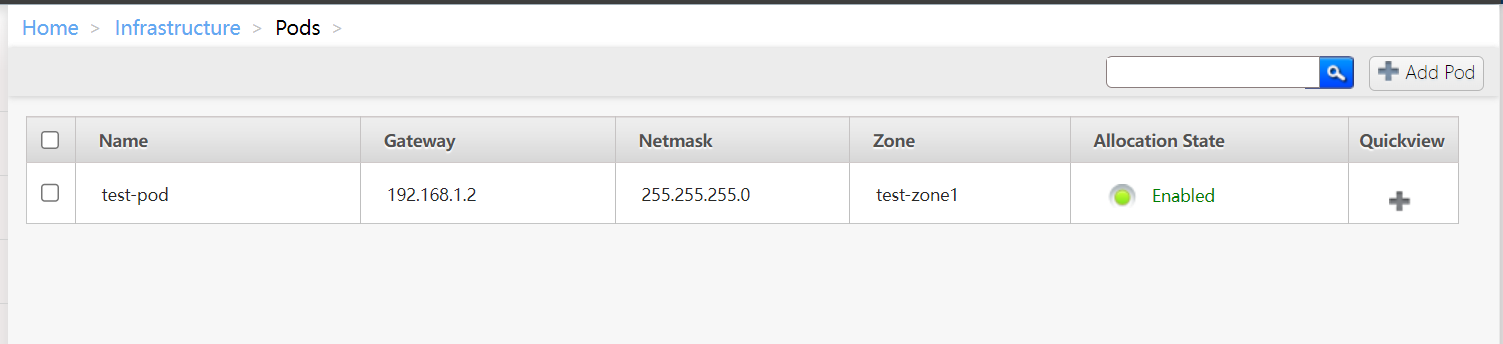 Home > Infrastructure > Pods >
Add Pod
Name Gateway Netmask Zone Allocation State Quickview
test-pod 192.168.1.2 255.255.255.0 test-zone1 Enabled